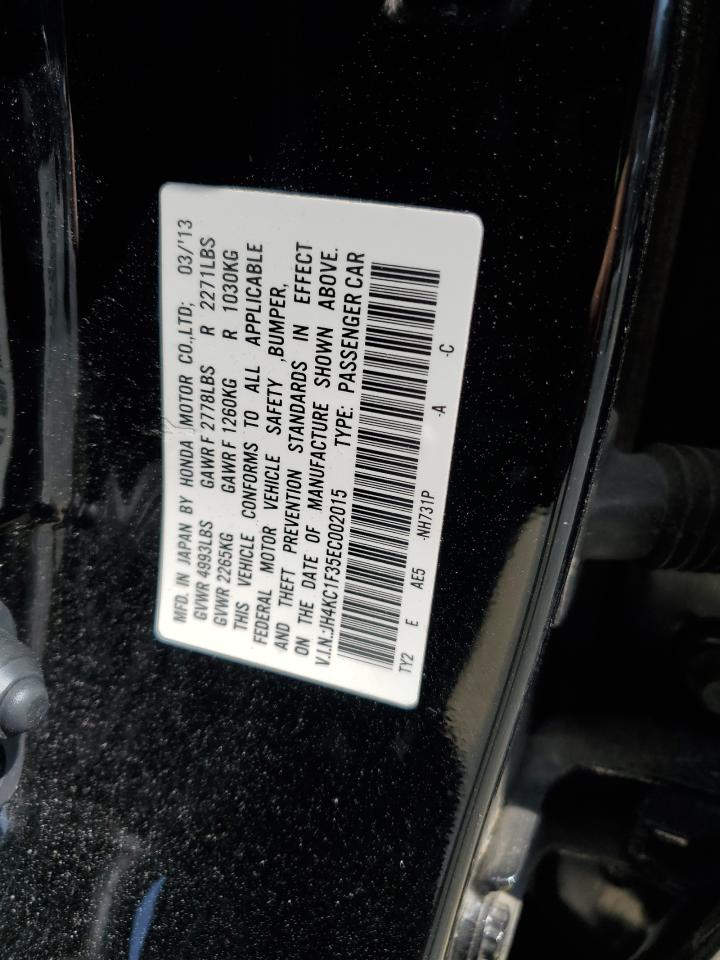 MFD. IN JAPAN BY HONDA MOTOR CO.,LTD; 03/'13
GVWR 4993LBS GAWR F 2778LBS R 2271LBS
GVWR 2265KG GAWR F 1260KG R 1030KG
THIS VEHICLE CONFORMS TO ALL APPLICABLE
FEDERAL MOTOR VEHICLE SAFETY ,BUMPER,
AND THEFT PREVENTION STANDARDS IN EFFECT
ON THE DATE OF MANUFACTURE SHOWN ABOVE.
V.I.N.:JH4KC1F35EC002015 TYPE: PASSENGER CAR
TY2 E AE5 -NH731P -A -C